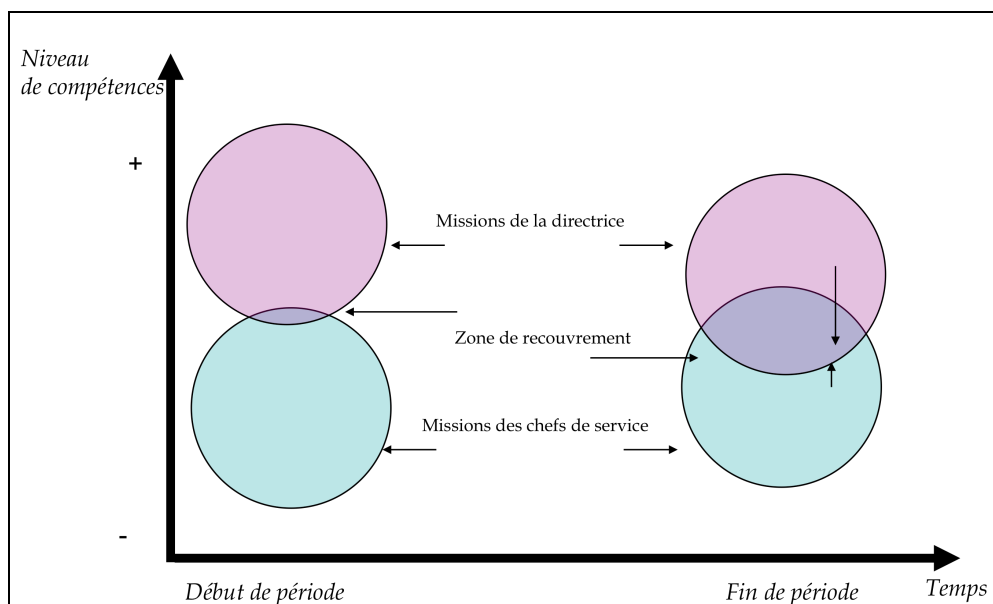 Niveau
de compétences
+
Missions de la directrice
Zone de recouvrement
Missions des chefs de service
-
Début de période
Fin de période
Temps